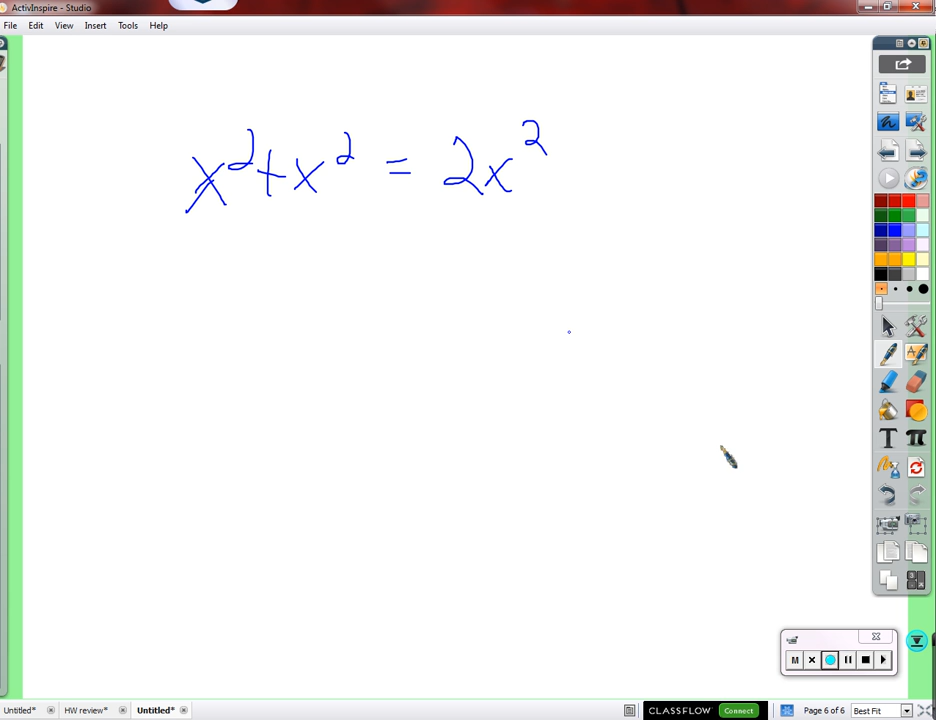 ActivInspire - Studio
File Edit View Insert Tools Help
x²+x² = 2x²
T π
M
Untitled* HW review* Untitled* CLASSFLOW Connect Page 6 of 6 Best Fit